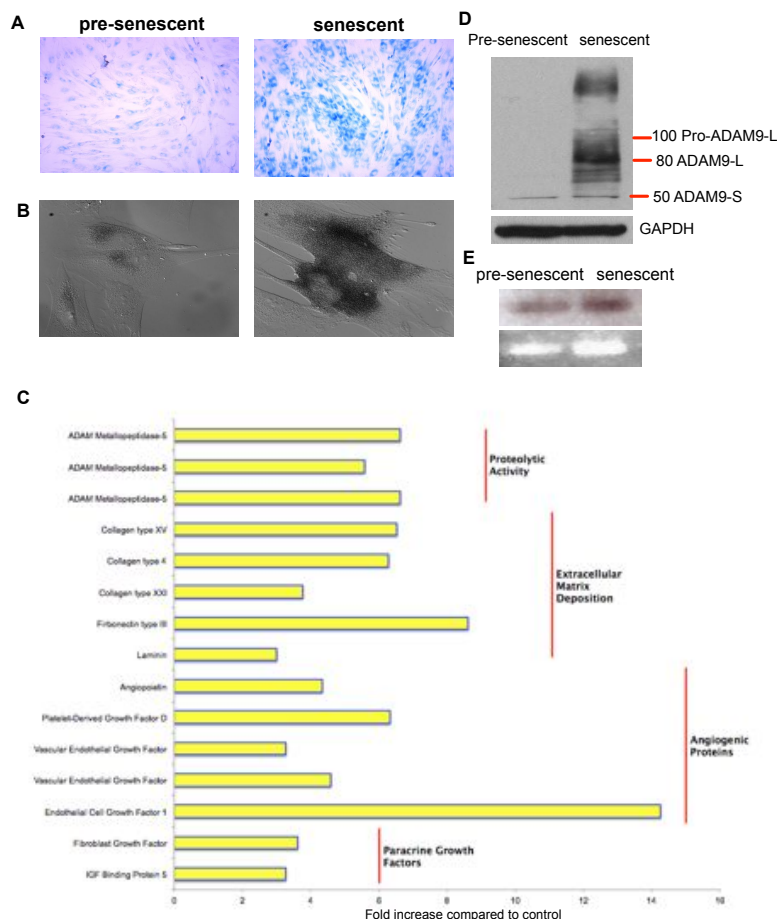 A
pre-senescent
senescent
B
D
Pre-senescent
senescent
100 Pro-ADAM9-L
80 ADAM9-L
50 ADAM9-S
GAPDH
E
pre-senescent
senescent
C
ADAM Metallopeptidase-5
ADAM Metallopeptidase-5
ADAM Metallopeptidase-5
Proteolytic
Activity
Collagen type XV
Collagen type 4
Collagen type XXI
Firbonectin type III
Laminin
Extracellular
Matrix
Deposition
Angiopoietin
Platelet-Derived Growth Factor D
Vascular Endothelial Growth Factor
Vascular Endothelial Growth Factor
Endothelial Cell Growth Factor 1
Angiogenic
Proteins
Fibroblast Growth Factor
IGF Binding Protein 5
Paracrine Growth
Factors
0 2 4 6 8 10 12 14 16
Fold increase compared to control